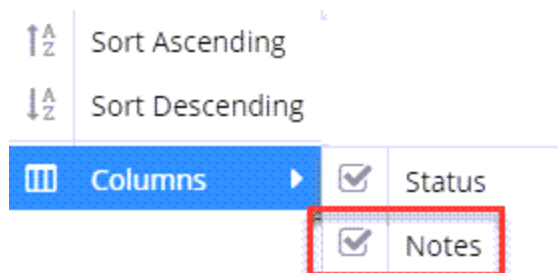 Sort Ascending
Sort Descending
Columns
Status
Notes